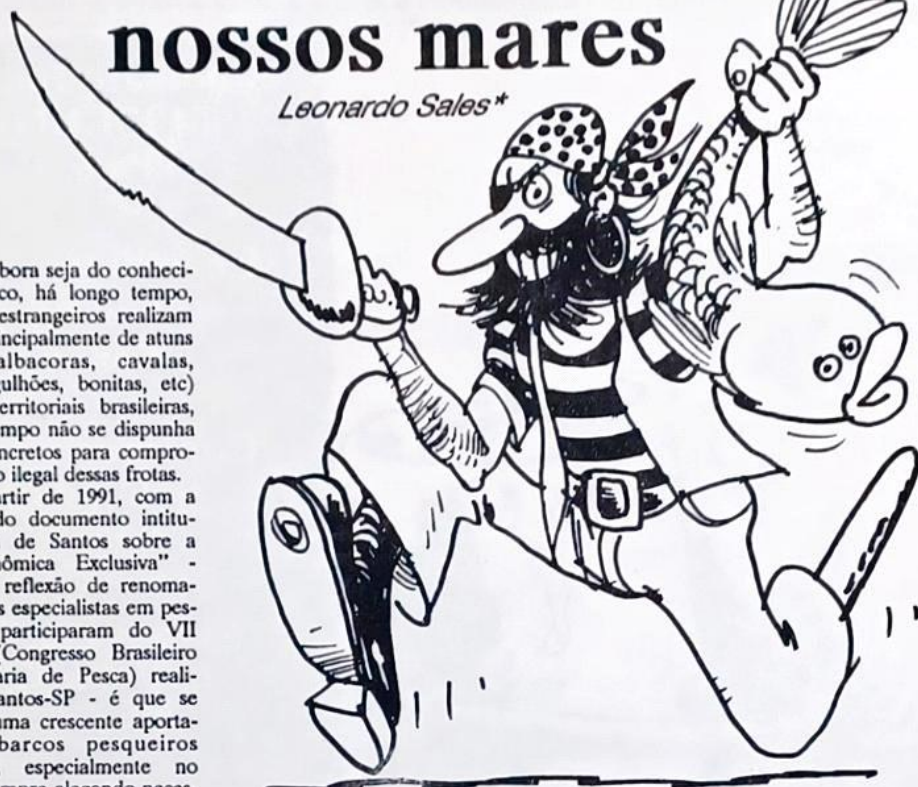 nossos mares
Leonardo Sales*
bora seja do conheci-
co, há longo tempo,
estrangeiros realizam
ncipalmente de atuns
albacoras, cavalas,
ulhões, bonitas, etc)
erritoriais brasileiras,
mpo não se dispunha
ncretos para compro-
o ilegal dessas frotas.
artir de 1991, com a
do documento intitu-
de Santos sobre a
ômica Exclusiva" -
reflexão de renoma-
s especialistas em pes-
participaram do VII
Congresso Brasileiro
ria de Pesca) reali-
antos-SP - é que se
uma crescente aporta-
barcos pesqueiros
especialmente no